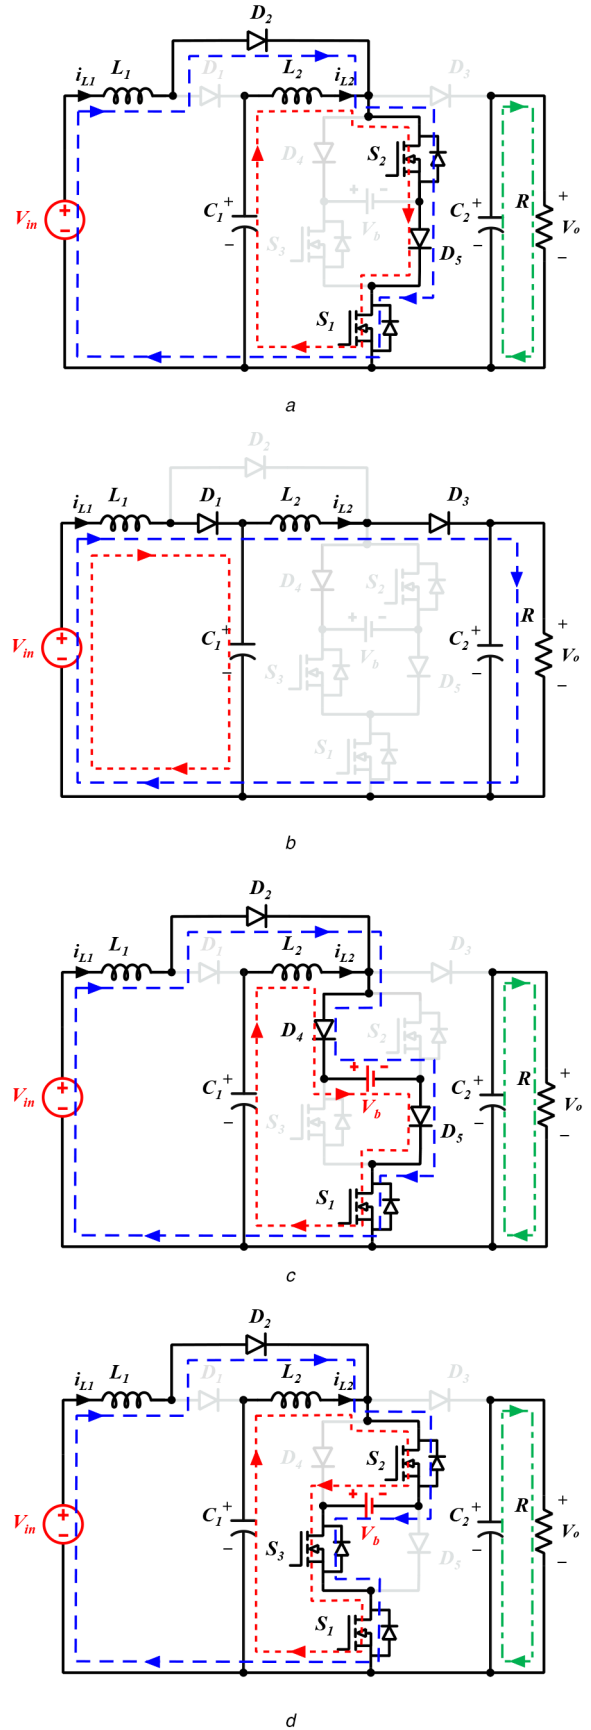 D2
iL1 L1 D1 L2 iL2 D3
D4 S2
Vin + − C1 + − S3 + − Vb D5 C2 + − R + Vo −
S1
a
D2
iL1 L1 D1 L2 iL2 D3
D4 S2
Vin + − C1 + − S3 + − Vb D5 C2 + − R + Vo −
S1
b
D2
iL1 L1 D1 L2 iL2 D3
D4 S2
Vin + − C1 + − S3 + − Vb D5 C2 + − R + Vo −
S1
c
D2
iL1 L1 D1 L2 iL2 D3
D4 S2
Vin + − C1 + − S3 + − Vb D5 C2 + − R + Vo −
S1
d